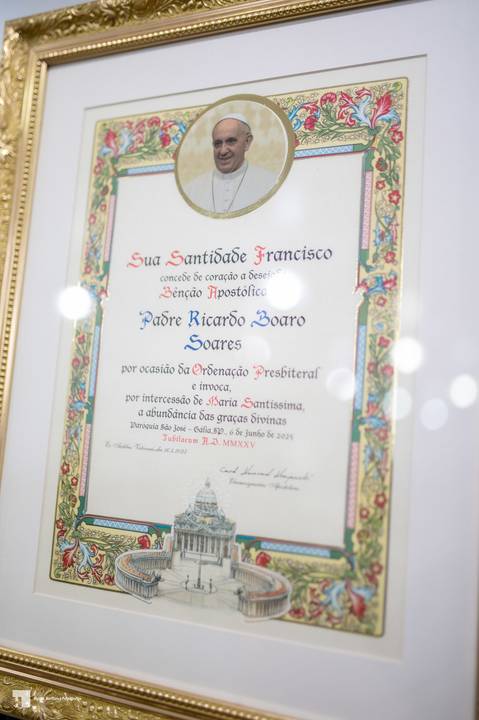 Sua Santidade Francisco
concede de coração a desejada
Bênção Apostólica
Padre Ricardo Boaro
Soares
por ocasião da Ordenação Presbiteral
e invoca,
por intercessão de Maria Santíssima,
a abundância das graças divinas
Paróquia São José - Gália, SP., 6 de junho de 2025
Jubilaeum A.D. MMXXV